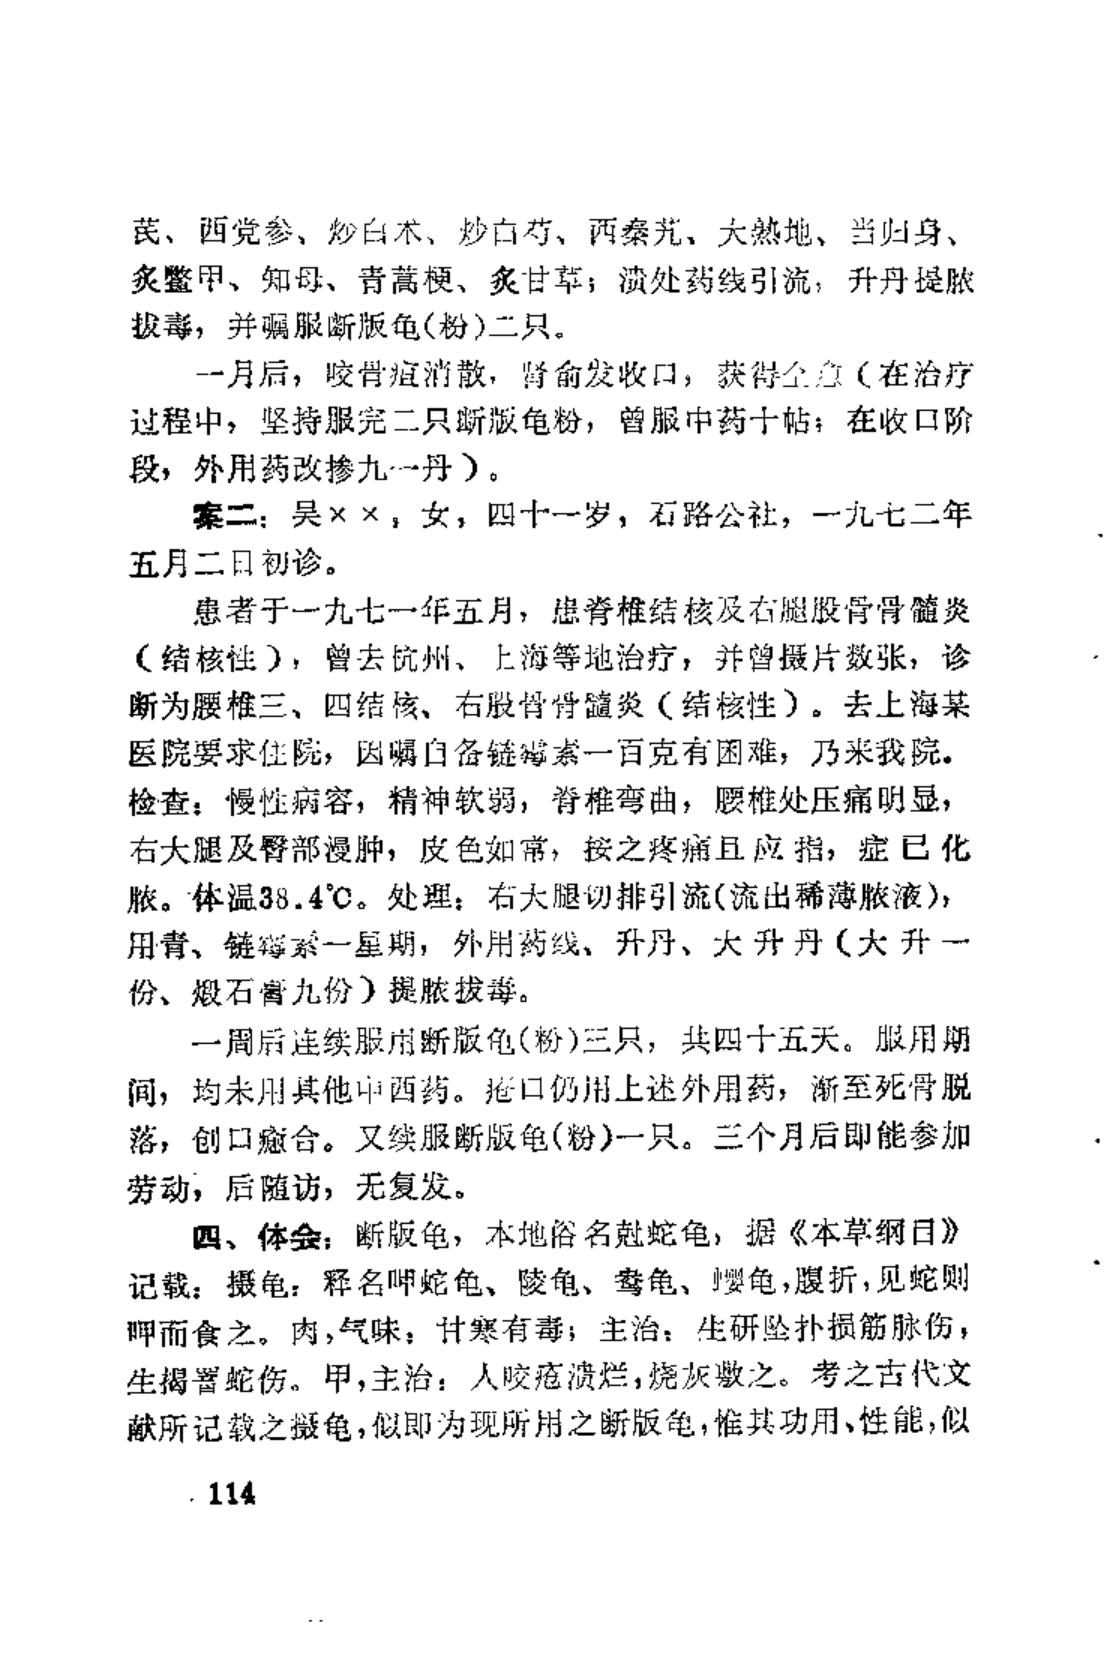 芪、西党参、炒白术、炒白芍、西秦艽、大熟地、当归身、
炙鳖甲、知母、青蒿梗、炙甘草；溃处药线引流，升丹提脓
拔毒，并嘱服断版龟(粉)二只。
一月后，咬骨疽消散，肾俞发收口，获得全愈（在治疗
过程中，坚持服完二只断版龟粉，曾服中药十帖；在收口阶
段，外用药改掺九一丹）。
案二：吴××，女，四十一岁，石路公社，一九七二年
五月二日初诊。
患者于一九七一年五月，患脊椎结核及右腿股骨骨髓炎
（结核性），曾去杭州、上海等地治疗，并曾摄片数张，诊
断为腰椎三、四结核、右股骨骨髓炎（结核性）。去上海某
医院要求住院，因嘱自备链霉素一百克有困难，乃来我院。
检查：慢性病容，精神软弱，脊椎弯曲，腰椎处压痛明显，
右大腿及臀部漫肿，皮色如常，按之疼痛且应指，症已化
脓。体温38.4℃。处理：右大腿切排引流(流出稀薄脓液)，
用青、链霉素一星期，外用药线、升丹、大升丹（大升一
份、煅石膏九份）提脓拔毒。
一周后连续服用断版龟(粉)三只，共四十五天。服用期
间，均未用其他中西药。疮口仍用上述外用药，渐至死骨脱
落，创口癒合。又续服断版龟(粉)一只。三个月后即能参加
劳动，后随访，无复发。
四、体会：断版龟，本地俗名尅蛇龟，据《本草纲目》
记载：摄龟：释名呷蛇龟、陵龟、鸯龟、龟,腹折,见蛇则
呷而食之。肉,气味：甘寒有毒；主治：生研坠扑损筋脉伤，
生捣署蛇伤。甲,主治：人咬疮溃烂,烧灰敷之。考之古代文
献所记载之摄龟,似即为现所用之断版龟,惟其功用、性能,似
114